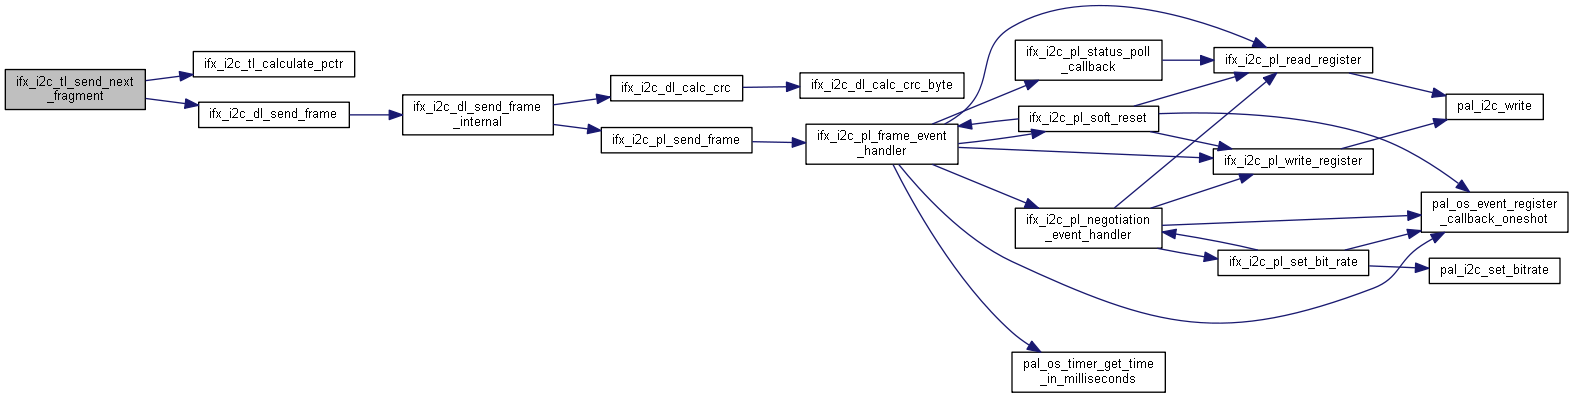 ifx_i2c_tl_send_next
_fragment
ifx_i2c_tl_calculate_pctr
ifx_i2c_dl_send_frame
ifx_i2c_dl_send_frame
_internal
ifx_i2c_dl_calc_crc
ifx_i2c_pl_send_frame
ifx_i2c_dl_calc_crc_byte
ifx_i2c_pl_frame_event
_handler
ifx_i2c_pl_status_poll
_callback
ifx_i2c_pl_soft_reset
ifx_i2c_pl_negotiation
_event_handler
pal_os_timer_get_time
_in_milliseconds
ifx_i2c_pl_read_register
ifx_i2c_pl_write_register
ifx_i2c_pl_set_bit_rate
pal_i2c_write
pal_os_event_register
_callback_oneshot
pal_i2c_set_bitrate